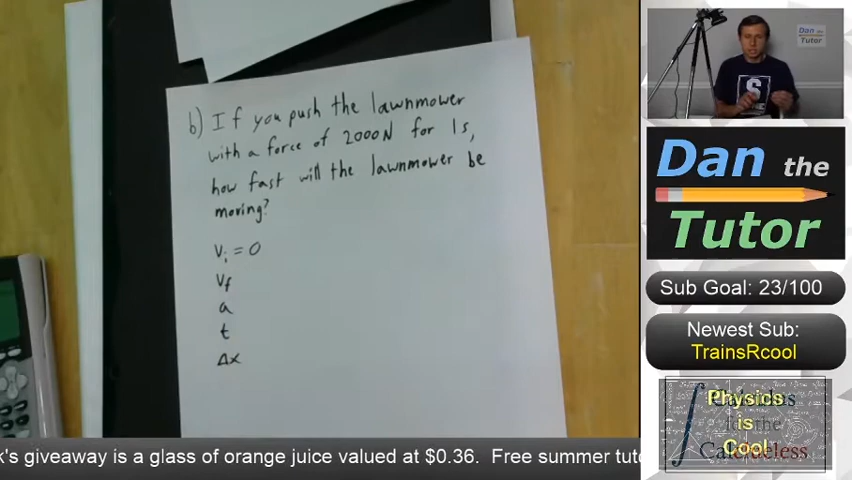 b) If you push the lawnmower
with a force of 2000N for 1s,
how fast will the lawnmower be
moving?
Vi = 0
Vf
a
t
Δx
Dan the
Tutor
S
Dan the
Tutor
Sub Goal: 23/100
Newest Sub:
TrainsRcool
Physics
is
Cool
k's giveaway is a glass of orange juice valued at $0.36. Free summer tut